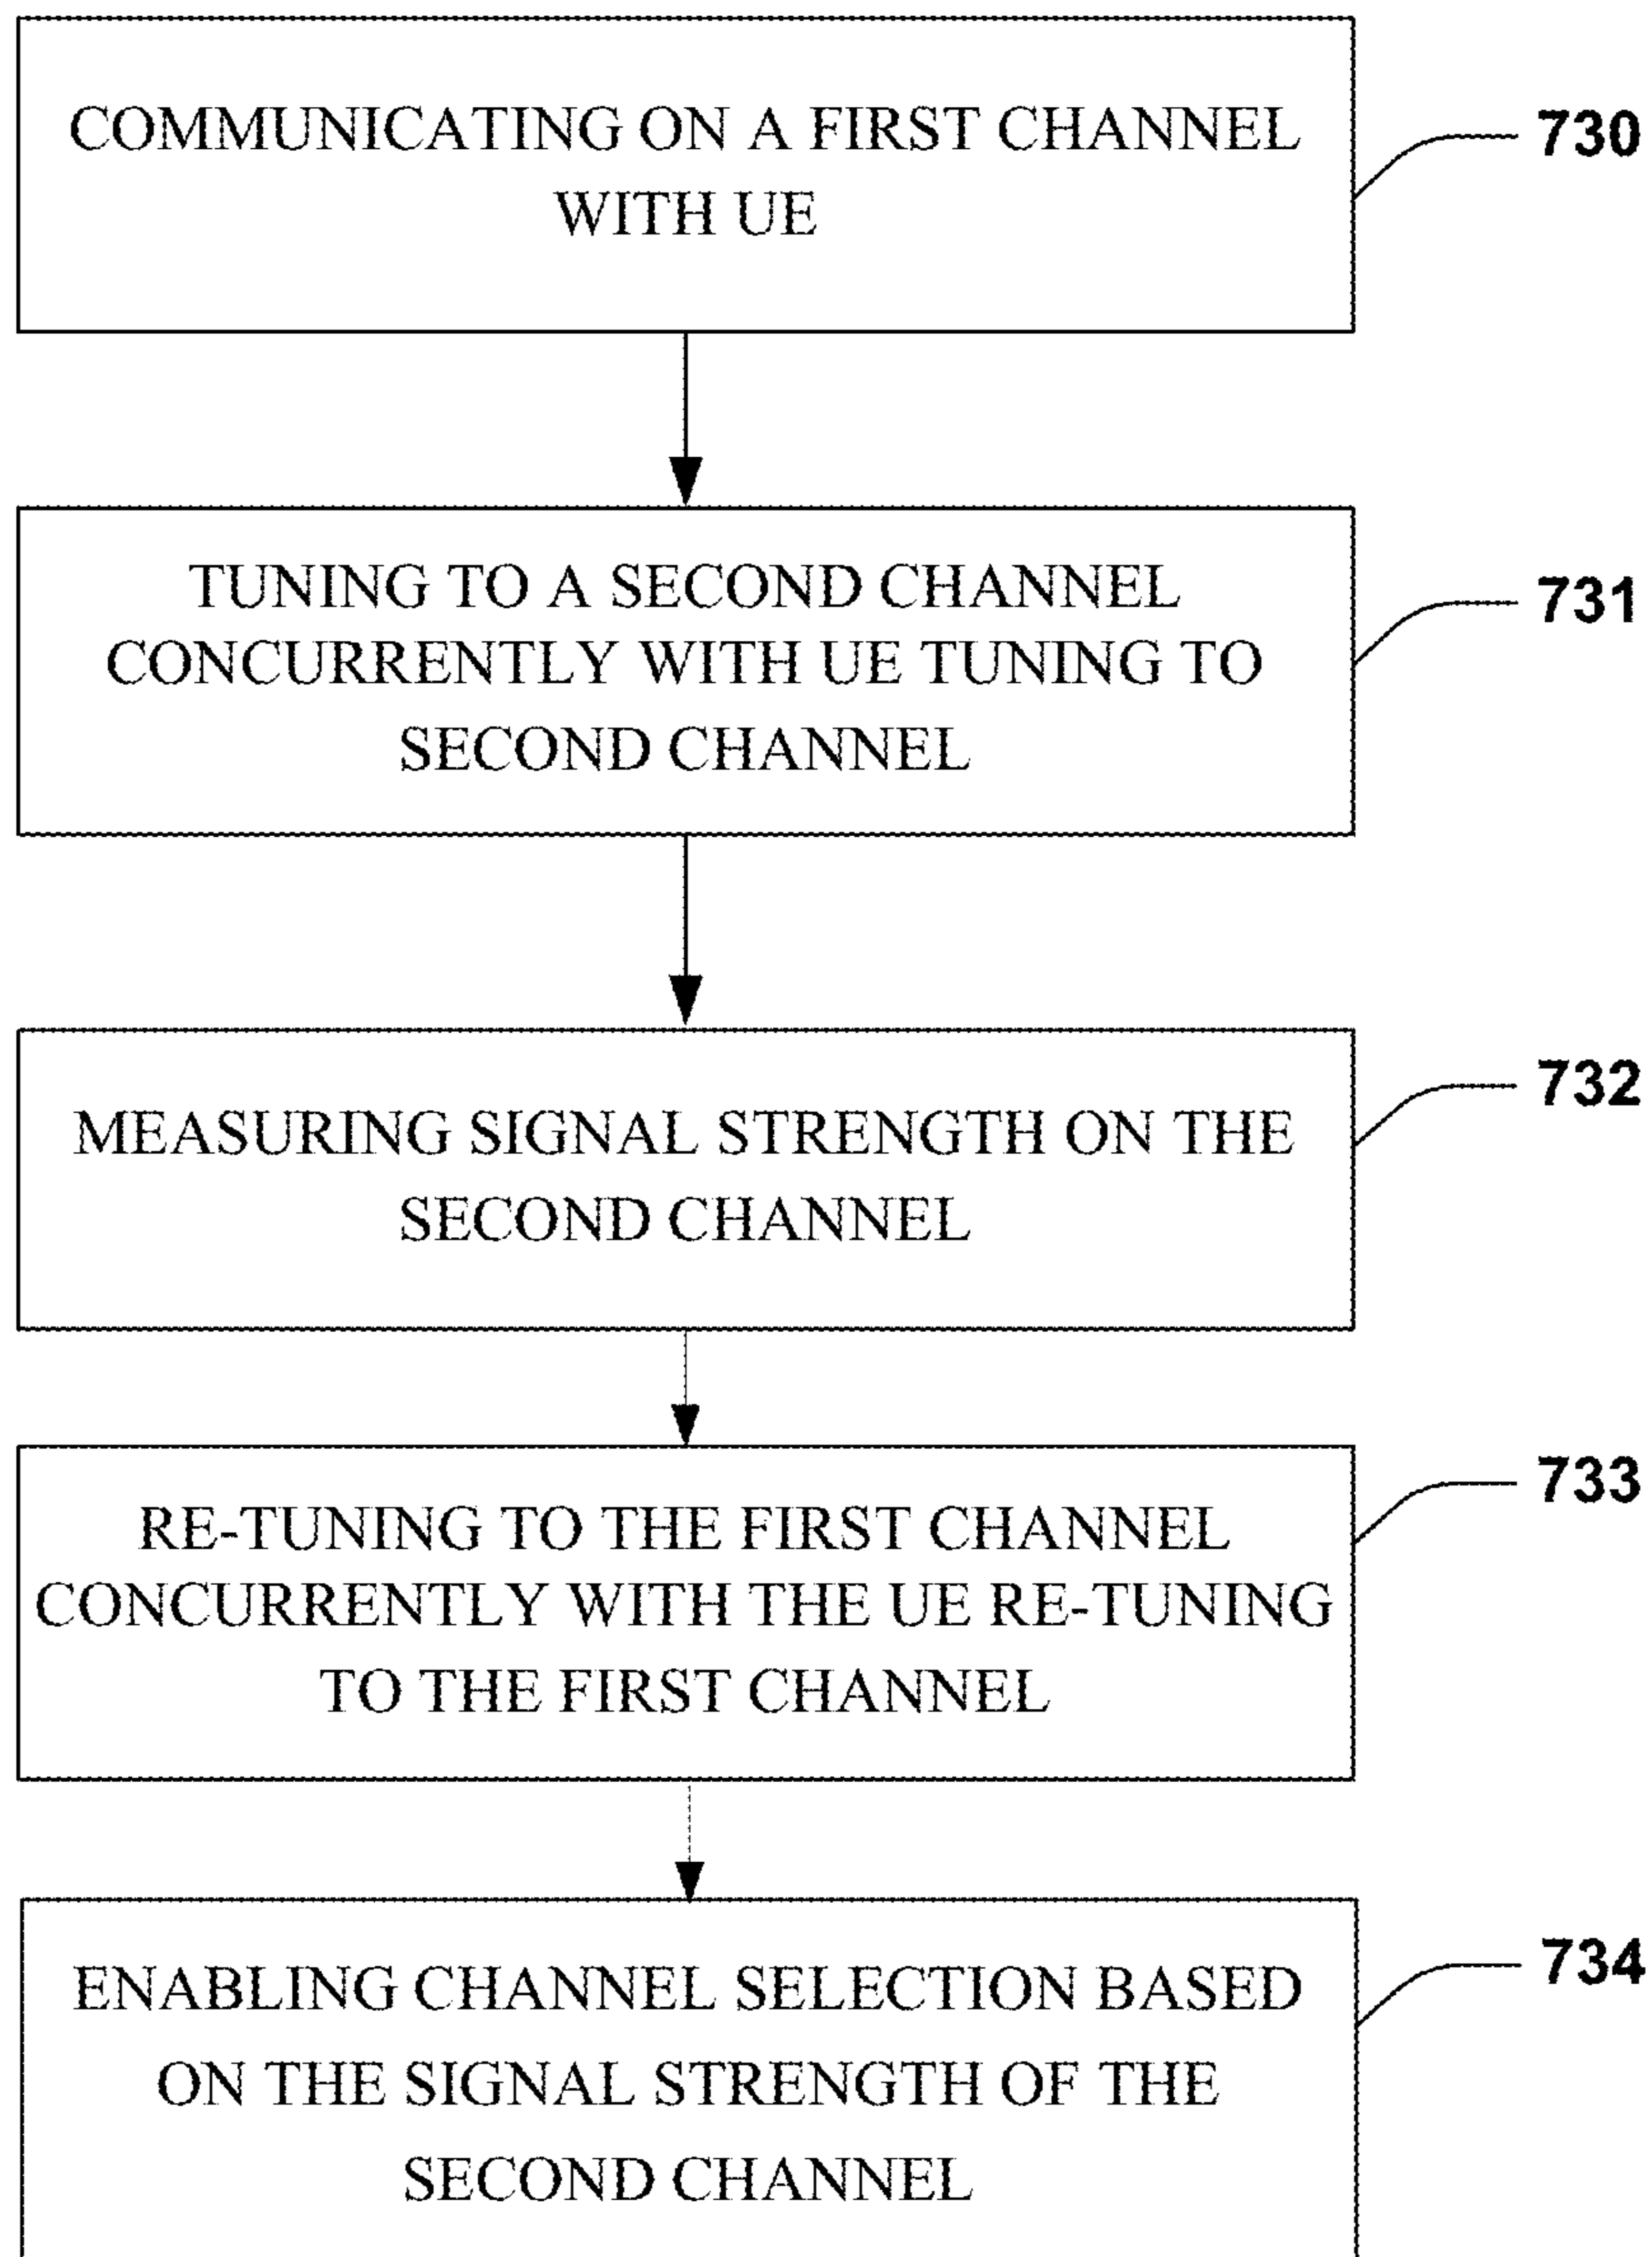 COMMUNICATING ON A FIRST CHANNEL
WITH UE
730
TUNING TO A SECOND CHANNEL
CONCURRENTLY WITH UE TUNING TO
SECOND CHANNEL
731
MEASURING SIGNAL STRENGTH ON THE
SECOND CHANNEL
732
RE-TUNING TO THE FIRST CHANNEL
CONCURRENTLY WITH THE UE RE-TUNING
TO THE FIRST CHANNEL
733
ENABLING CHANNEL SELECTION BASED
ON THE SIGNAL STRENGTH OF THE
SECOND CHANNEL
734